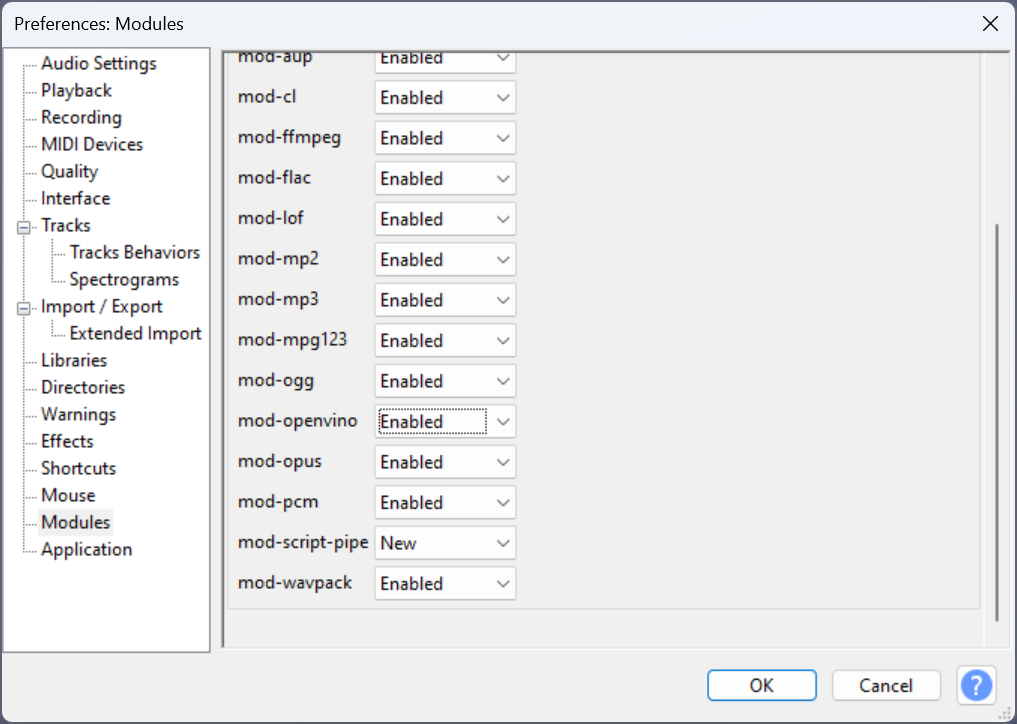 Preferences: Modules
Audio Settings
Playback
Recording
MIDI Devices
Quality
Interface
Tracks
Tracks Behaviors
Spectrograms
Import / Export
Extended Import
Libraries
Directories
Warnings
Effects
Shortcuts
Mouse
Modules
Application
mod-aup Enabled
mod-cl Enabled
mod-ffmpeg Enabled
mod-flac Enabled
mod-lof Enabled
mod-mp2 Enabled
mod-mp3 Enabled
mod-mpg123 Enabled
mod-ogg Enabled
mod-openvino Enabled
mod-opus Enabled
mod-pcm Enabled
mod-script-pipe New
mod-wavpack Enabled
OK Cancel ?